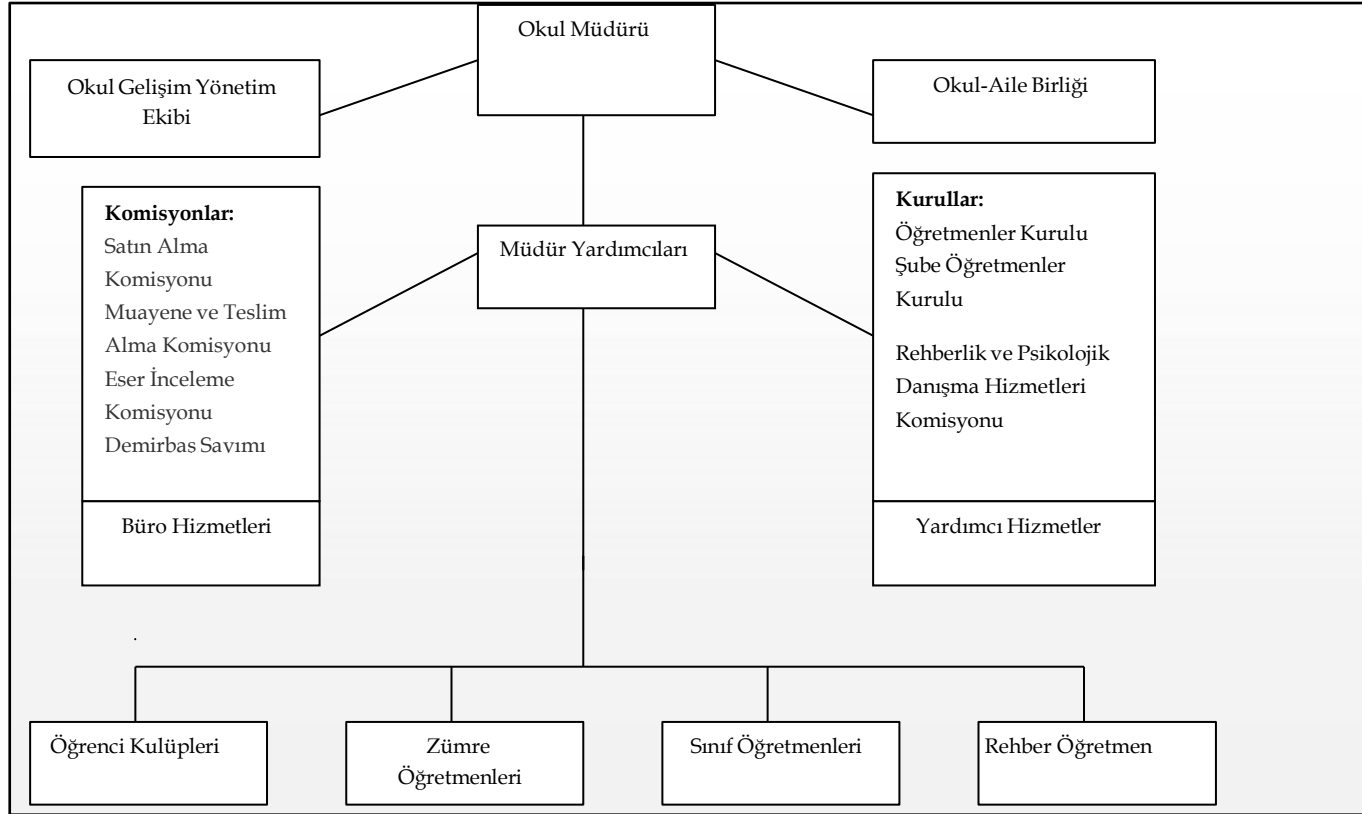 Okul Müdürü
Okul Gelişim Yönetim
Ekibi
Okul-Aile Birliği
Komisyonlar:
Satın Alma
Komisyonu
Muayene ve Teslim
Alma Komisyonu
Eser İnceleme
Komisyonu
Demirbas Savımı
Müdür Yardımcıları
Kurullar:
Öğretmenler Kurulu
Şube Öğretmenler
Kurulu
Rehberlik ve Psikolojik
Danışma Hizmetleri
Komisyonu
Büro Hizmetleri
Yardımcı Hizmetler
.
Öğrenci Kulüpleri
Zümre
Öğretmenleri
Sınıf Öğretmenleri
Rehber Öğretmen